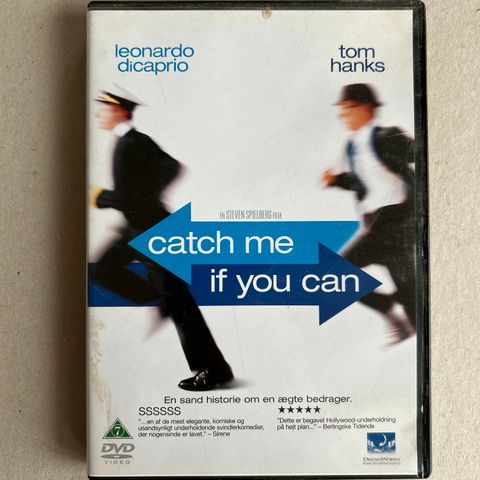 leonardo
dicaprio
tom
hanks
EN STEVEN SPIELBERG FILM
catch me
if you can
En sand historie om en ægte bedrager.
SSSSSS
"...en af de mest elegante, komiske og
usandsynligt underholdende svindlerkomedier,
der nogensinde er lavet." – Sirene
★★★★★
"Dette er begavet Hollywood-underholdning
på højt plan..." – Berlingske Tidende
7
DVD
VIDEO
DREAMWORKS
HOME ENTERTAINMENT